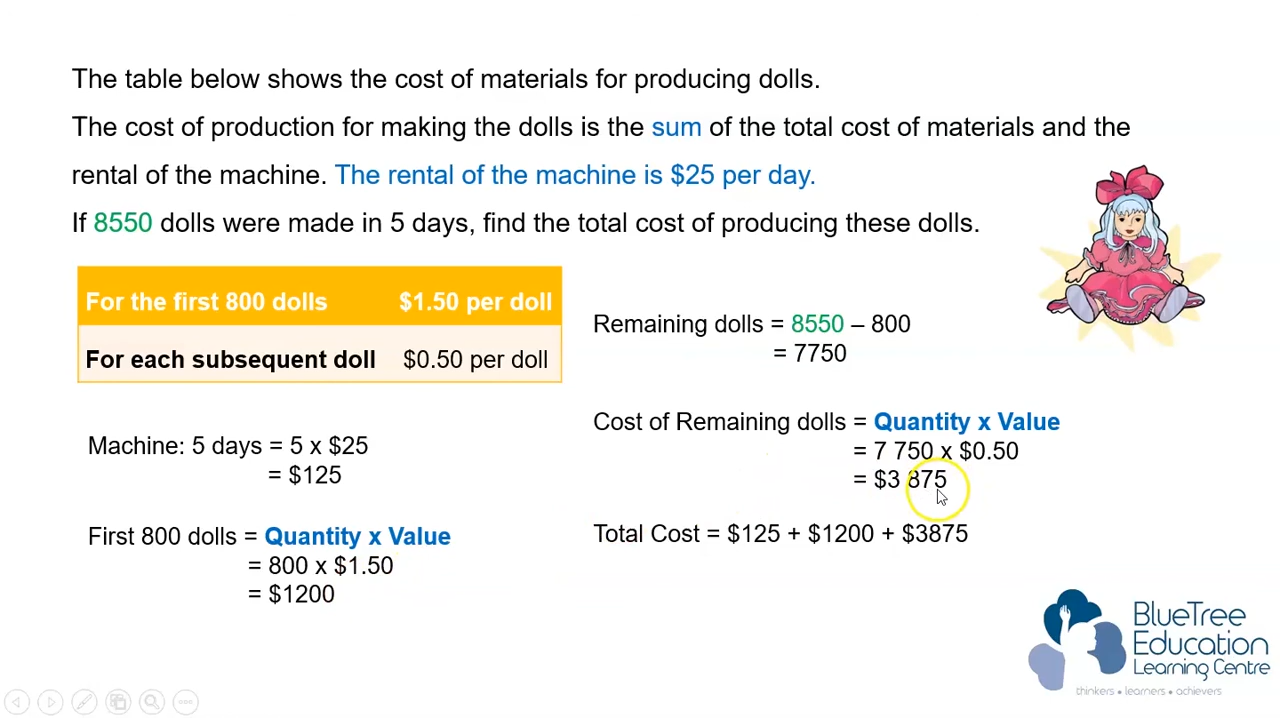 The table below shows the cost of materials for producing dolls.
The cost of production for making the dolls is the sum of the total cost of materials and the
rental of the machine. The rental of the machine is $25 per day.
If 8550 dolls were made in 5 days, find the total cost of producing these dolls.
For the first 800 dolls $1.50 per doll
For each subsequent doll $0.50 per doll
Machine: 5 days = 5 x $25
= $125
First 800 dolls = Quantity x Value
= 800 x $1.50
= $1200
Remaining dolls = 8550 – 800
= 7750
Cost of Remaining dolls = Quantity x Value
= 7 750 x $0.50
= $3 875
Total Cost = $125 + $1200 + $3875
BlueTree
Education
Learning Centre
thinkers • learners • achievers